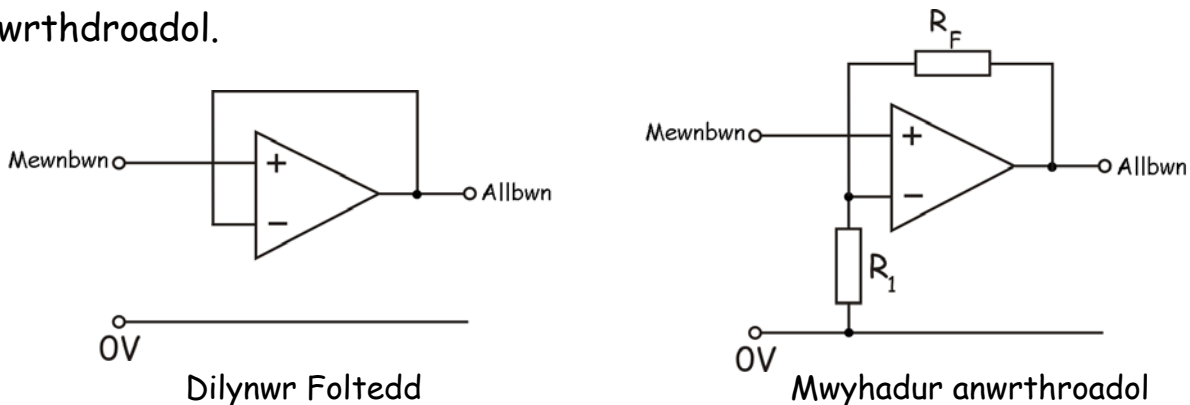 wrthdroadol.
Mewnbwn
+
−
Allbwn
0V
Dilynwr Foltedd
R_F
Mewnbwn
+
−
Allbwn
R_1
0V
Mwyhadur anwrthroadol